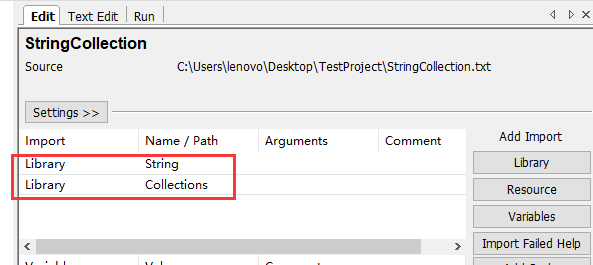 Edit Text Edit Run
StringCollection
Source C:\Users\lenovo\Desktop\TestProject\StringCollection.txt
Settings >>
Import Name / Path Arguments Comment Add Import
Library String Library
Library Collections Resource
Variables
Import Failed Help